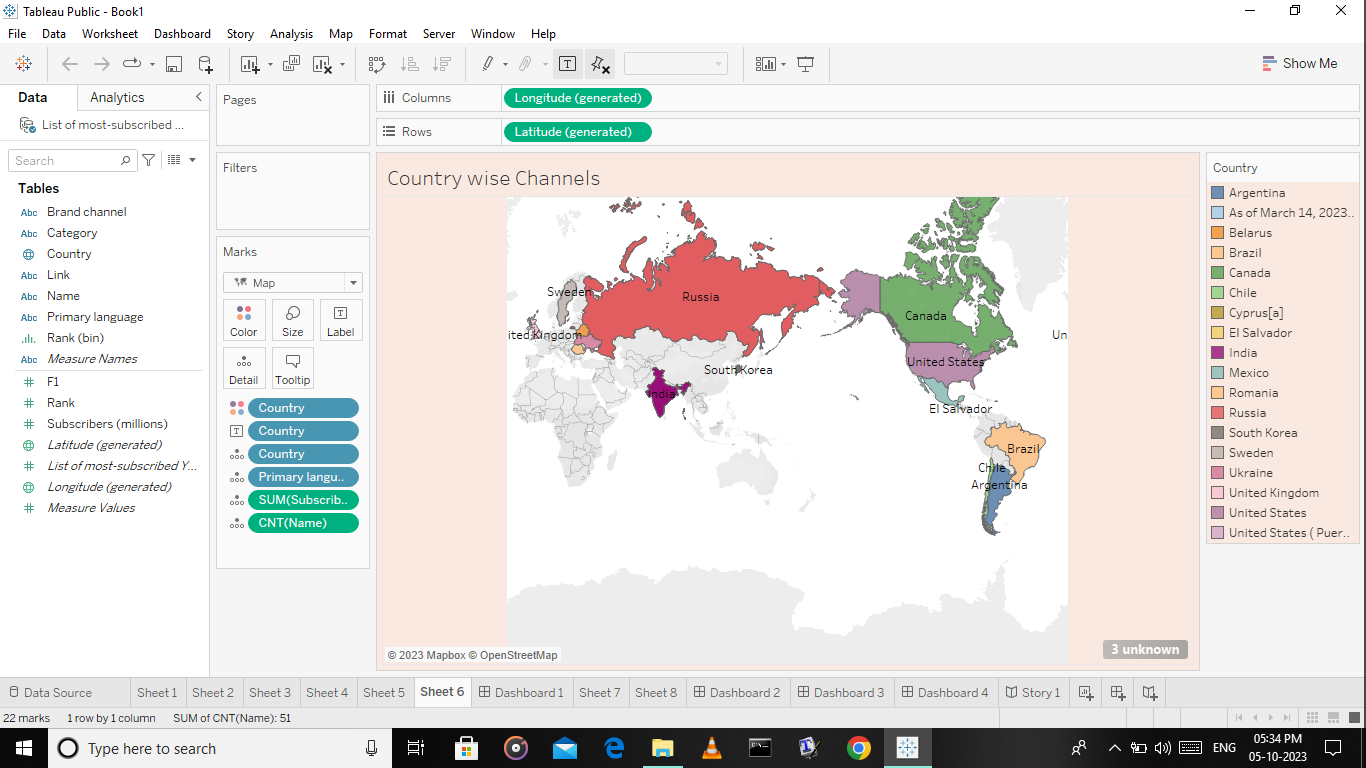 Tableau Public - Book1
File Data Worksheet Dashboard Story Analysis Map Format Server Window Help
Show Me
Data Analytics
List of most-subscribed ...
Search
Tables
Abc Brand channel
Abc Category
Country
Abc Link
Abc Name
Abc Primary language
Rank (bin)
Abc Measure Names
F1
Rank
Subscribers (millions)
Latitude (generated)
List of most-subscribed Y...
Longitude (generated)
Measure Values
Pages
Filters
Marks
Map
Color Size Label
Detail Tooltip
Country
Country
Country
Primary langu..
SUM(Subscrib..
CNT(Name)
Columns Longitude (generated)
Rows Latitude (generated)
Country wise Channels
Sweden
Russia
Canada
ited Kingdom
Un
United States
South Korea
India
El Salvador
Brazil
Chile
Argentina
© 2023 Mapbox © OpenStreetMap
3 unknown
Country
Argentina
As of March 14, 2023..
Belarus
Brazil
Canada
Chile
Cyprus[a]
El Salvador
India
Mexico
Romania
Russia
South Korea
Sweden
Ukraine
United Kingdom
United States
United States ( Puer..
Data Source Sheet 1 Sheet 2 Sheet 3 Sheet 4 Sheet 5 Sheet 6 Dashboard 1 Sheet 7 Sheet 8 Dashboard 2 Dashboard 3 Dashboard 4 Story 1
22 marks 1 row by 1 column SUM of CNT(Name): 51
Type here to search
ENG
05:34 PM
05-10-2023